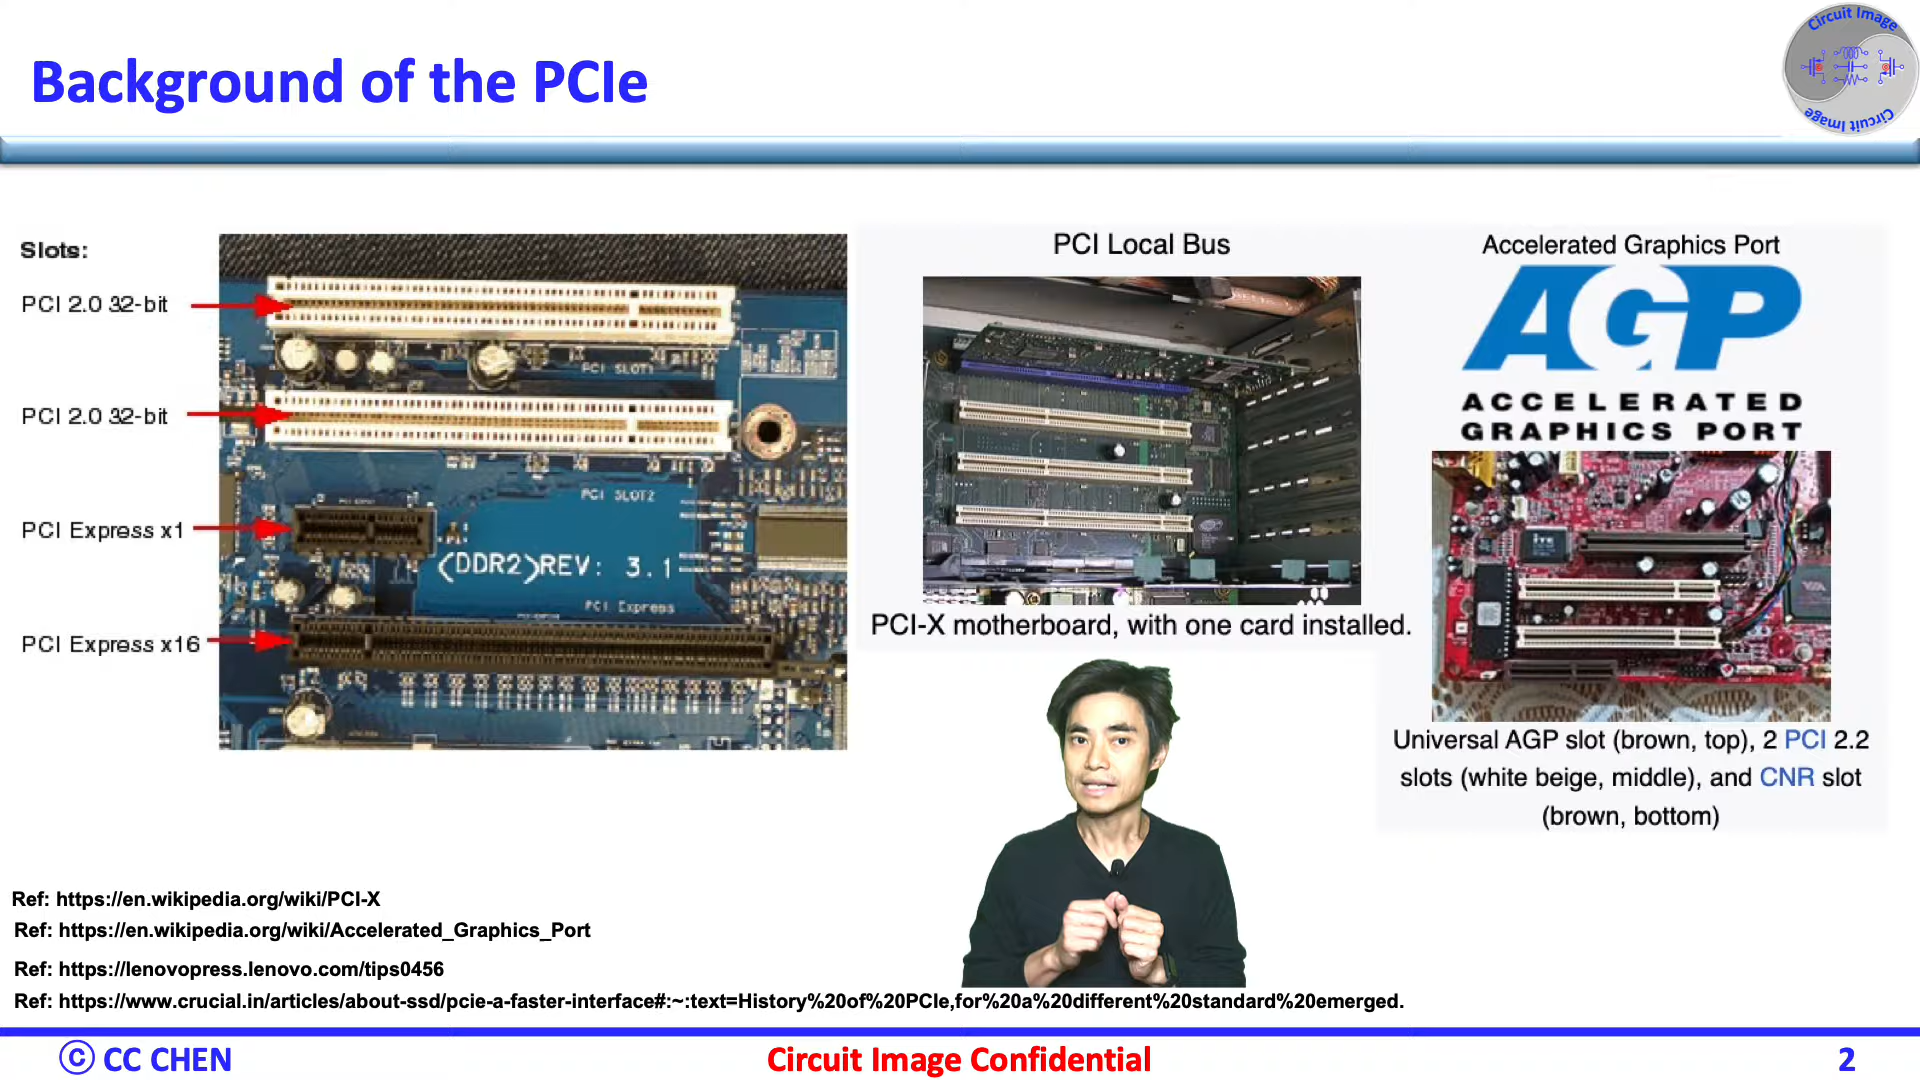 Background of the PCIe
Circuit Image
Circuit Image
Slots:
PCI 2.0 32-bit
PCI 2.0 32-bit
PCI Express x1
PCI Express x16
PCI SLOT1
PCI SLOT2
(DDR2)REV: 3.1
PCI Express
PCI Local Bus
PCI-X motherboard, with one card installed.
Accelerated Graphics Port
AGP
ACCELERATED
GRAPHICS PORT
Universal AGP slot (brown, top), 2 PCI 2.2
slots (white beige, middle), and CNR slot
(brown, bottom)
Ref: https://en.wikipedia.org/wiki/PCI-X
Ref: https://en.wikipedia.org/wiki/Accelerated_Graphics_Port
Ref: https://lenovopress.lenovo.com/tips0456
Ref: https://www.crucial.in/articles/about-ssd/pcie-a-faster-interface#:~:text=History%20of%20PCIe,for%20a%20different%20standard%20emerged.
© CC CHEN
Circuit Image Confidential
2